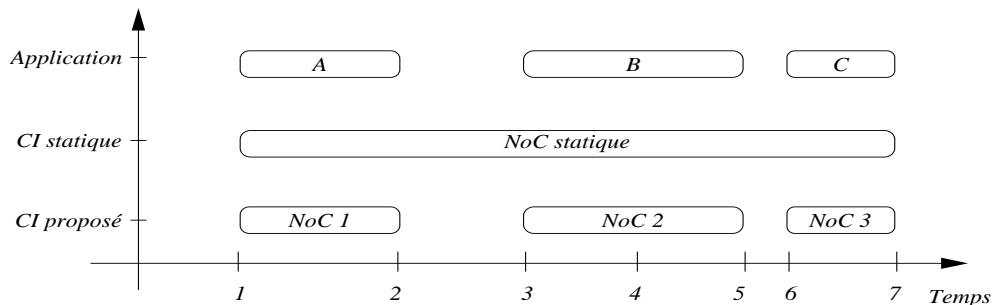 Application A B C
CI statique NoC statique
CI proposé NoC 1 NoC 2 NoC 3
1 2 3 4 5 6 7 Temps